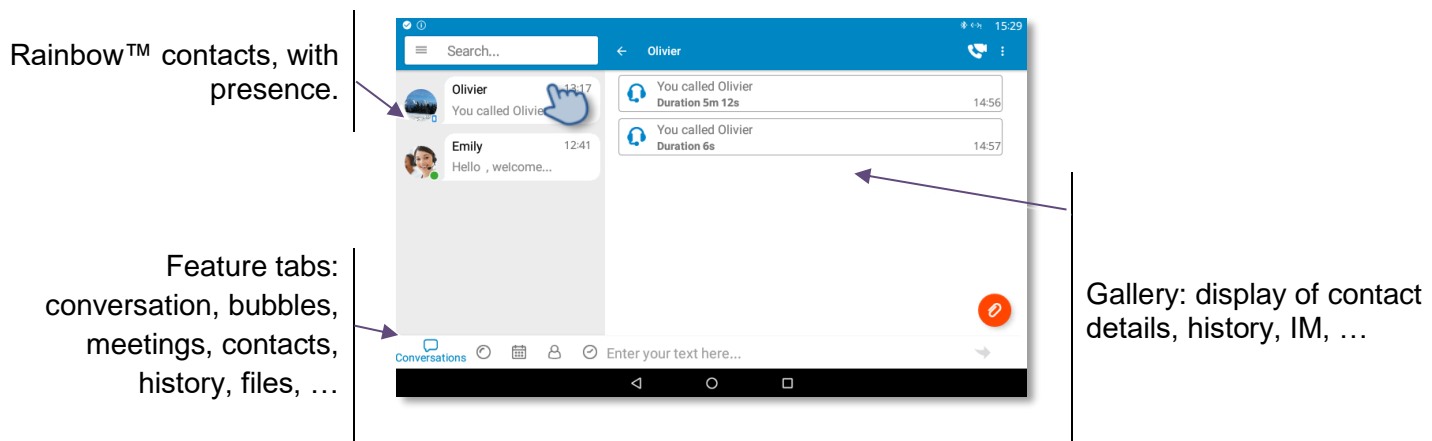 Rainbow™ contacts, with
presence.
Feature tabs:
conversation, bubbles,
meetings, contacts,
history, files, …
15:29
Search...
Olivier
Olivier 13:17
You called Olivie
Emily 12:41
Hello , welcome...
You called Olivier
Duration 5m 12s 14:56
You called Olivier
Duration 6s 14:57
Conversations
Enter your text here...
Gallery: display of contact
details, history, IM, …